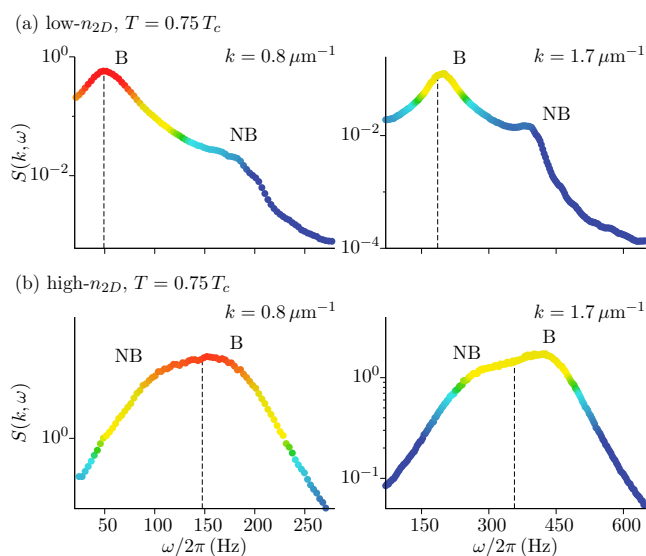 (a) low-n2D, T = 0.75 Tc
B
k = 0.8 μm−1
NB
10^0
10^−2
S(k, ω)
B
k = 1.7 μm−1
NB
10^−2
10^−4
(b) high-n2D, T = 0.75 Tc
k = 0.8 μm−1
NB
B
10^0
S(k, ω)
50 100 150 200 250
ω/2π (Hz)
k = 1.7 μm−1
NB
B
10^0
10^−1
150 300 450 600
ω/2π (Hz)